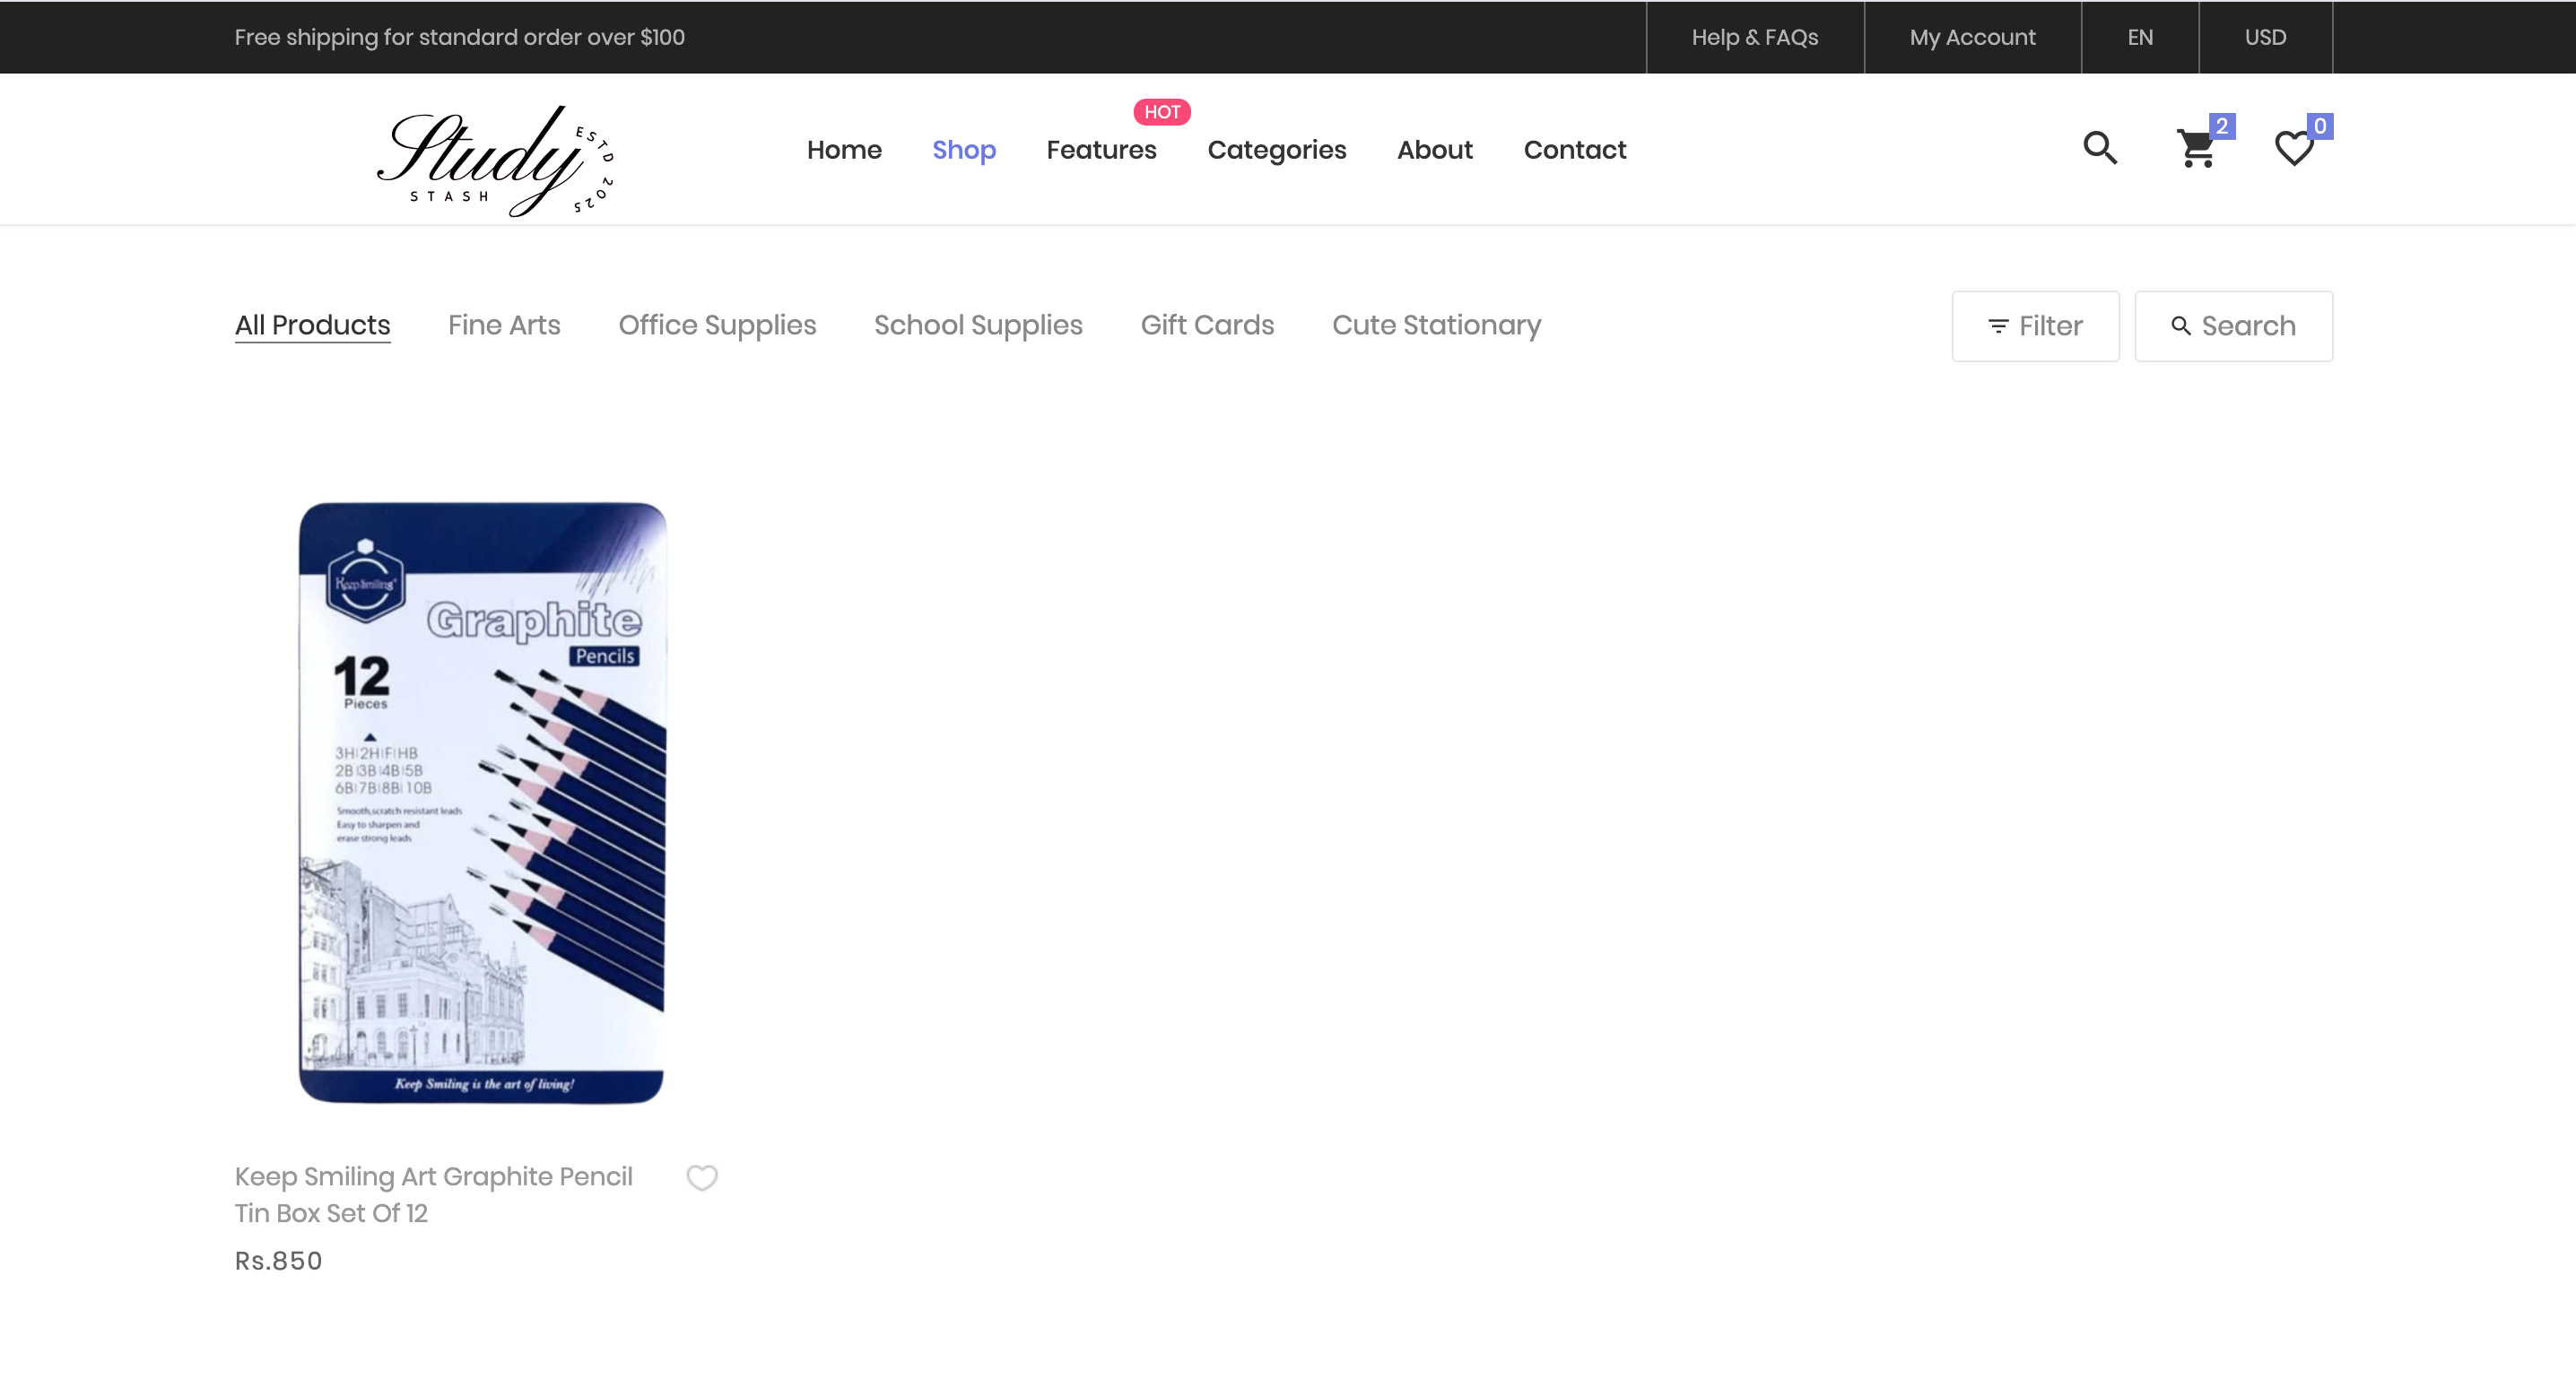 Free shipping for standard order over $100
Help & FAQs
My Account
EN
USD
Study
STASH
ESTD 2025
Home
Shop
Features
HOT
Categories
About
Contact
2
0
All Products
Fine Arts
Office Supplies
School Supplies
Gift Cards
Cute Stationary
Filter
Search
Keep Smiling
Graphite
Pencils
12
Pieces
3H|2H|F|HB
2B|3B|4B|5B
6B|7B|8B|10B
Smooth,scratch resistant leads
Easy to sharpen and
erase strong leads
Keep Smiling is the art of living!
Keep Smiling Art Graphite Pencil
Tin Box Set Of 12
Rs.850